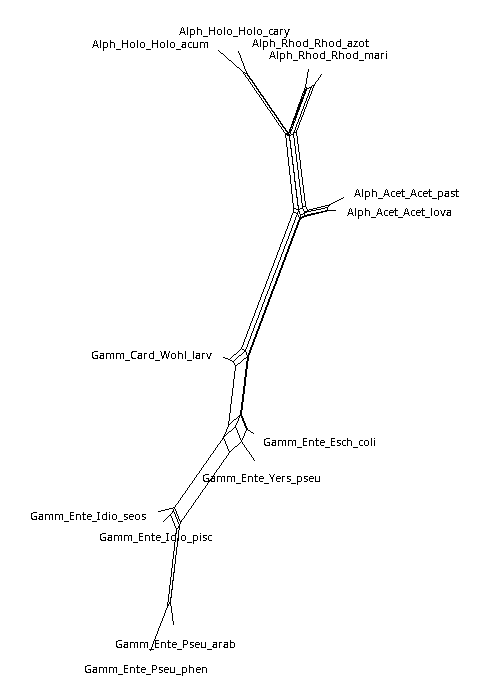 Alph_Holo_Holo_cary
Alph_Holo_Holo_acum
Alph_Rhod_Rhod_azot
Alph_Rhod_Rhod_mari
Alph_Acet_Acet_past
Alph_Acet_Acet_lova
Gamm_Card_Wohl_larv
Gamm_Ente_Esch_coli
Gamm_Ente_Yers_pseu
Gamm_Ente_Idio_seos
Gamm_Ente_Idio_pisc
Gamm_Ente_Pseu_arab
Gamm_Ente_Pseu_phen